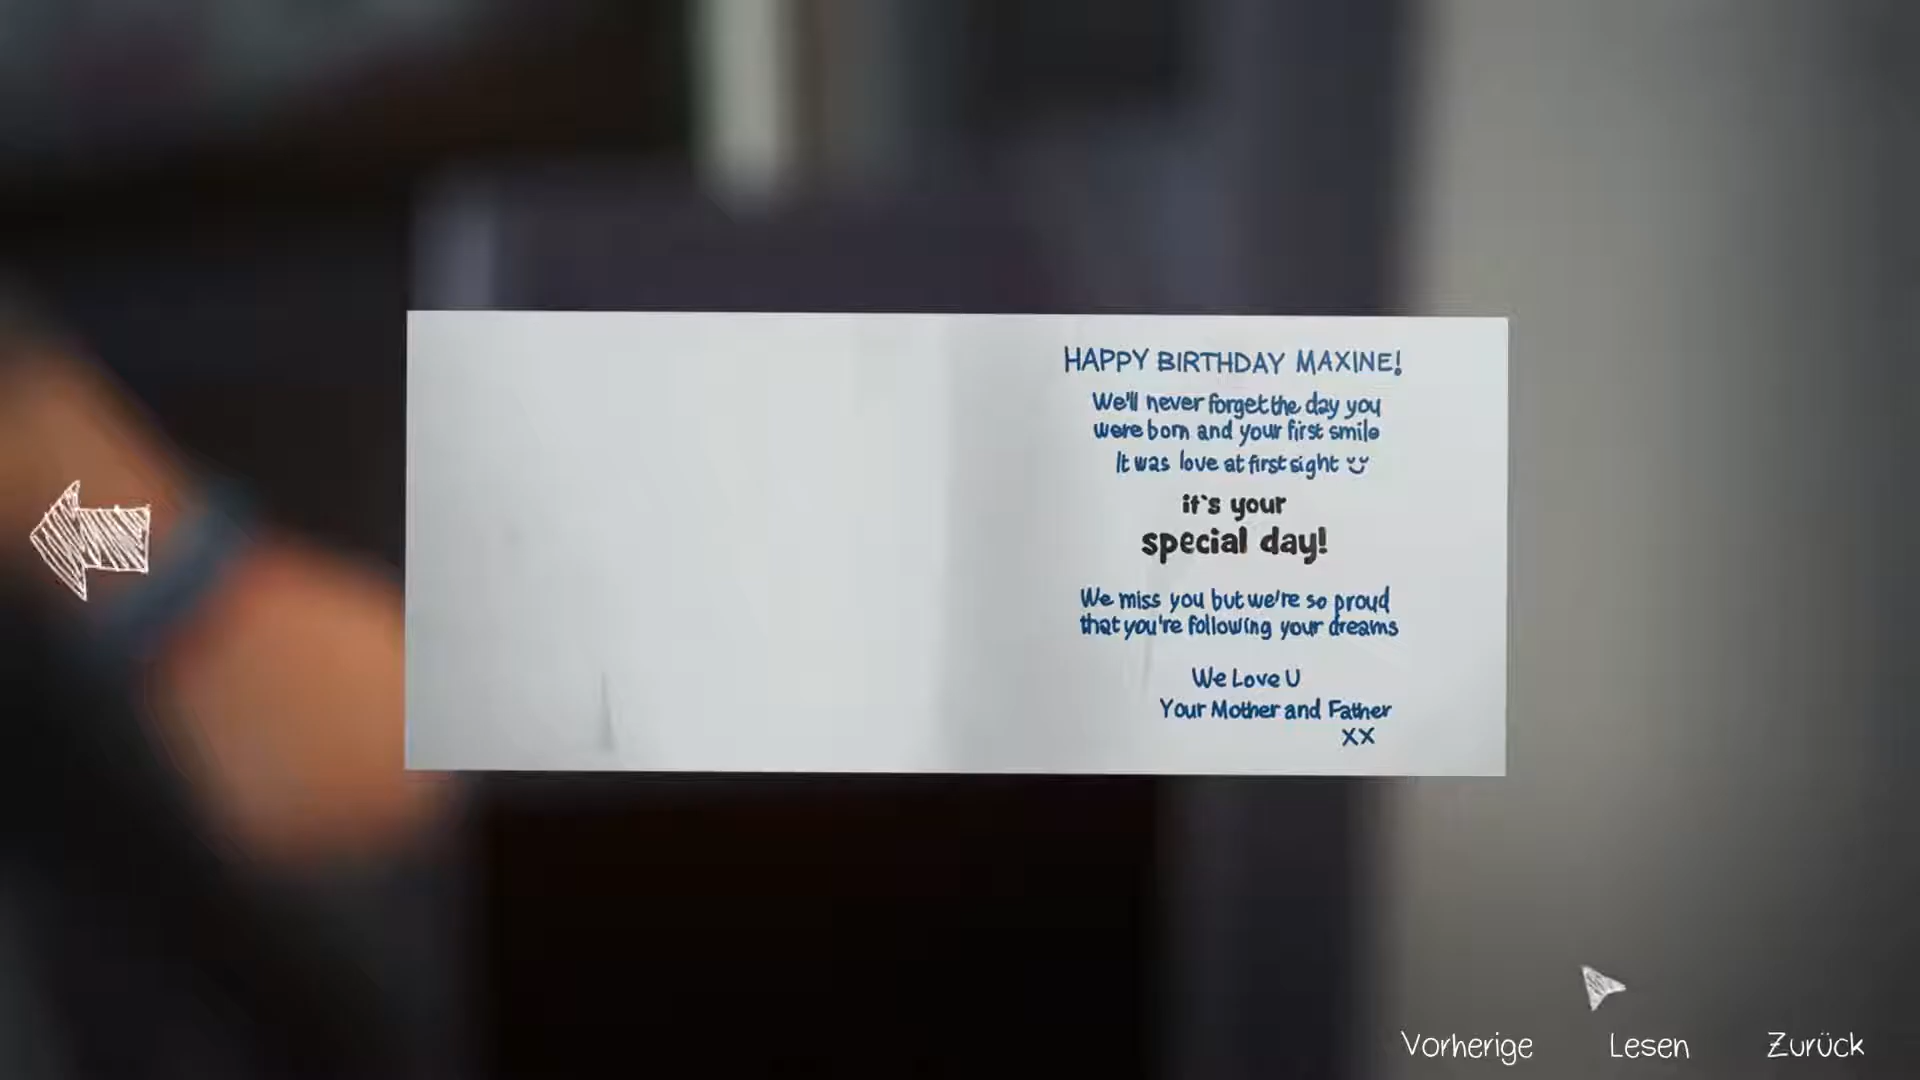 HAPPY BIRTHDAY MAXINE!
We'll never forget the day you
were born and your first smile
It was love at first sight
it's your
special day!
We miss you but we're so proud
that you're following your dreams
We Love U
Your Mother and Father
XX
Vorherige Lesen Zurück